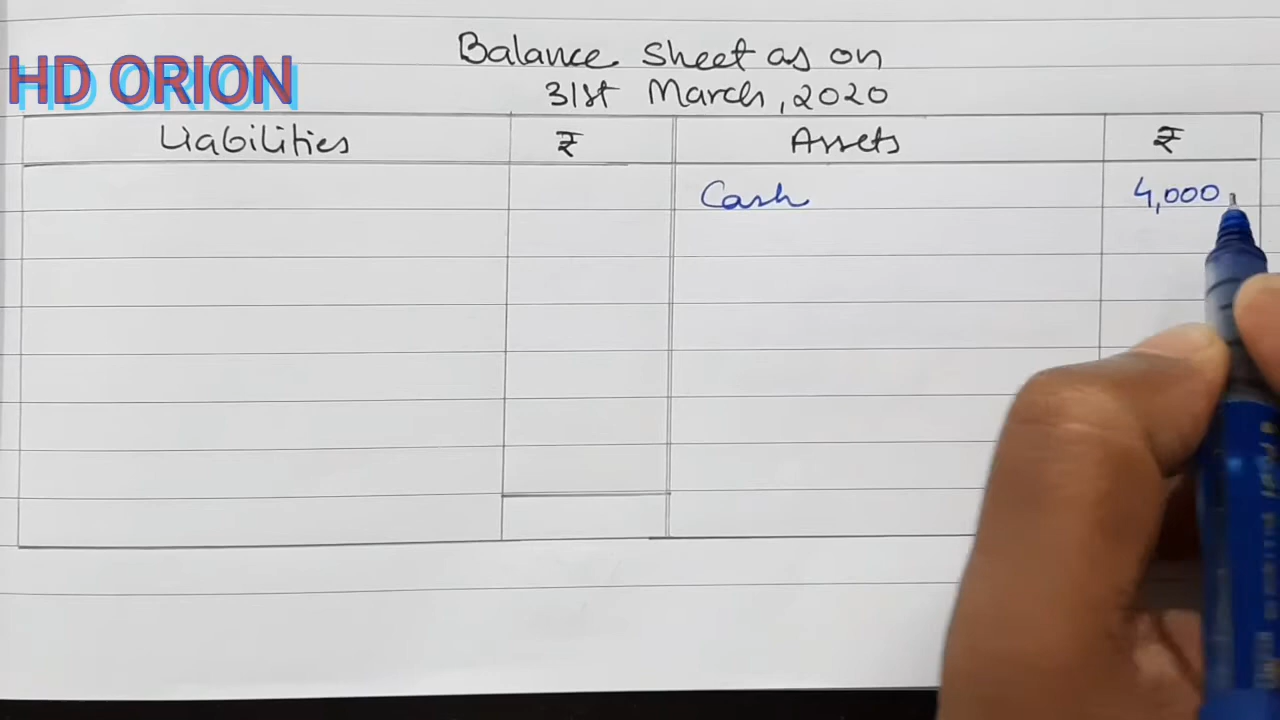 HD ORION
Balance Sheet as on
31st March, 2020
Liabilities ₹ Assets ₹
Cash 4,000